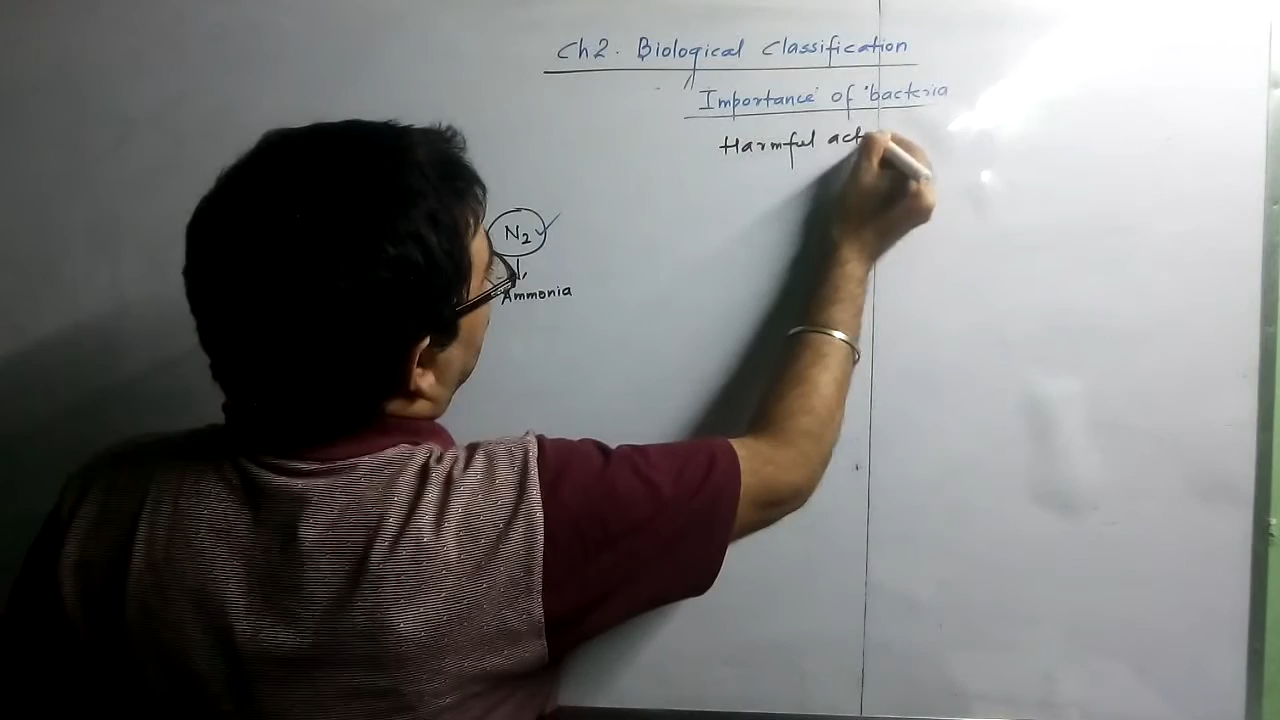 Ch2. Biological Classification
Importance of bacteria
Harmful act
N2
Ammonia